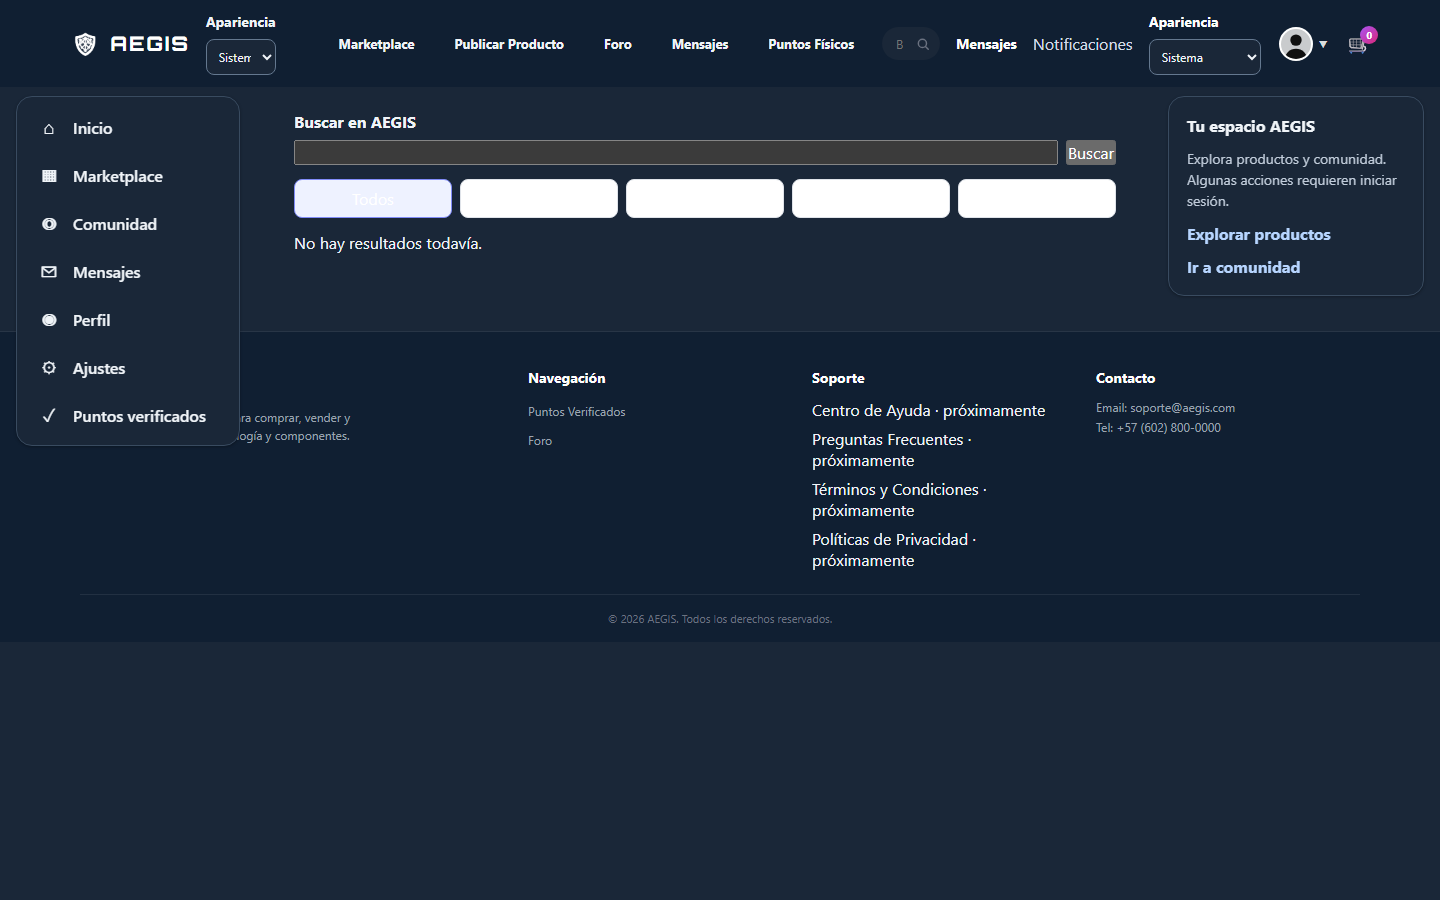 AEGIS
Apariencia
Sistem
Marketplace
Publicar Producto
Foro
Mensajes
Puntos Físicos
B
Mensajes
Notificaciones
Apariencia
Sistema
0
Inicio
Marketplace
Comunidad
Mensajes
Perfil
Ajustes
Puntos verificados
Buscar en AEGIS
Buscar
Todos
No hay resultados todavía.
Tu espacio AEGIS
Explora productos y comunidad.
Algunas acciones requieren iniciar
sesión.
Explorar productos
Ir a comunidad
comprar, vender y
y componentes.
Navegación
Puntos Verificados
Foro
Soporte
Centro de Ayuda · próximamente
Preguntas Frecuentes ·
próximamente
Términos y Condiciones ·
próximamente
Políticas de Privacidad ·
próximamente
Contacto
Email: soporte@aegis.com
Tel: +57 (602) 800-0000
© 2026 AEGIS. Todos los derechos reservados.